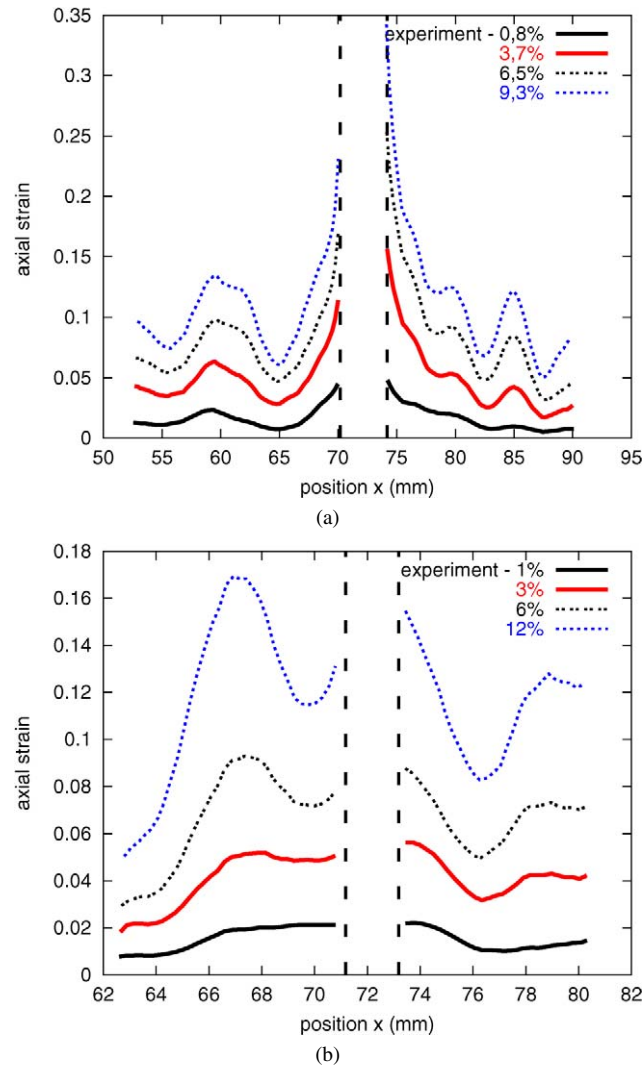 0.35
0.3
0.25
0.2
0.15
0.1
0.05
0
axial strain
experiment - 0,8%
3,7%
6,5%
9,3%
50 55 60 65 70 75 80 85 90 95
position x (mm)
(a)
0.18
0.16
0.14
0.12
0.1
0.08
0.06
0.04
0.02
0
axial strain
experiment - 1%
3%
6%
12%
62 64 66 68 70 72 74 76 78 80 82
position x (mm)
(b)